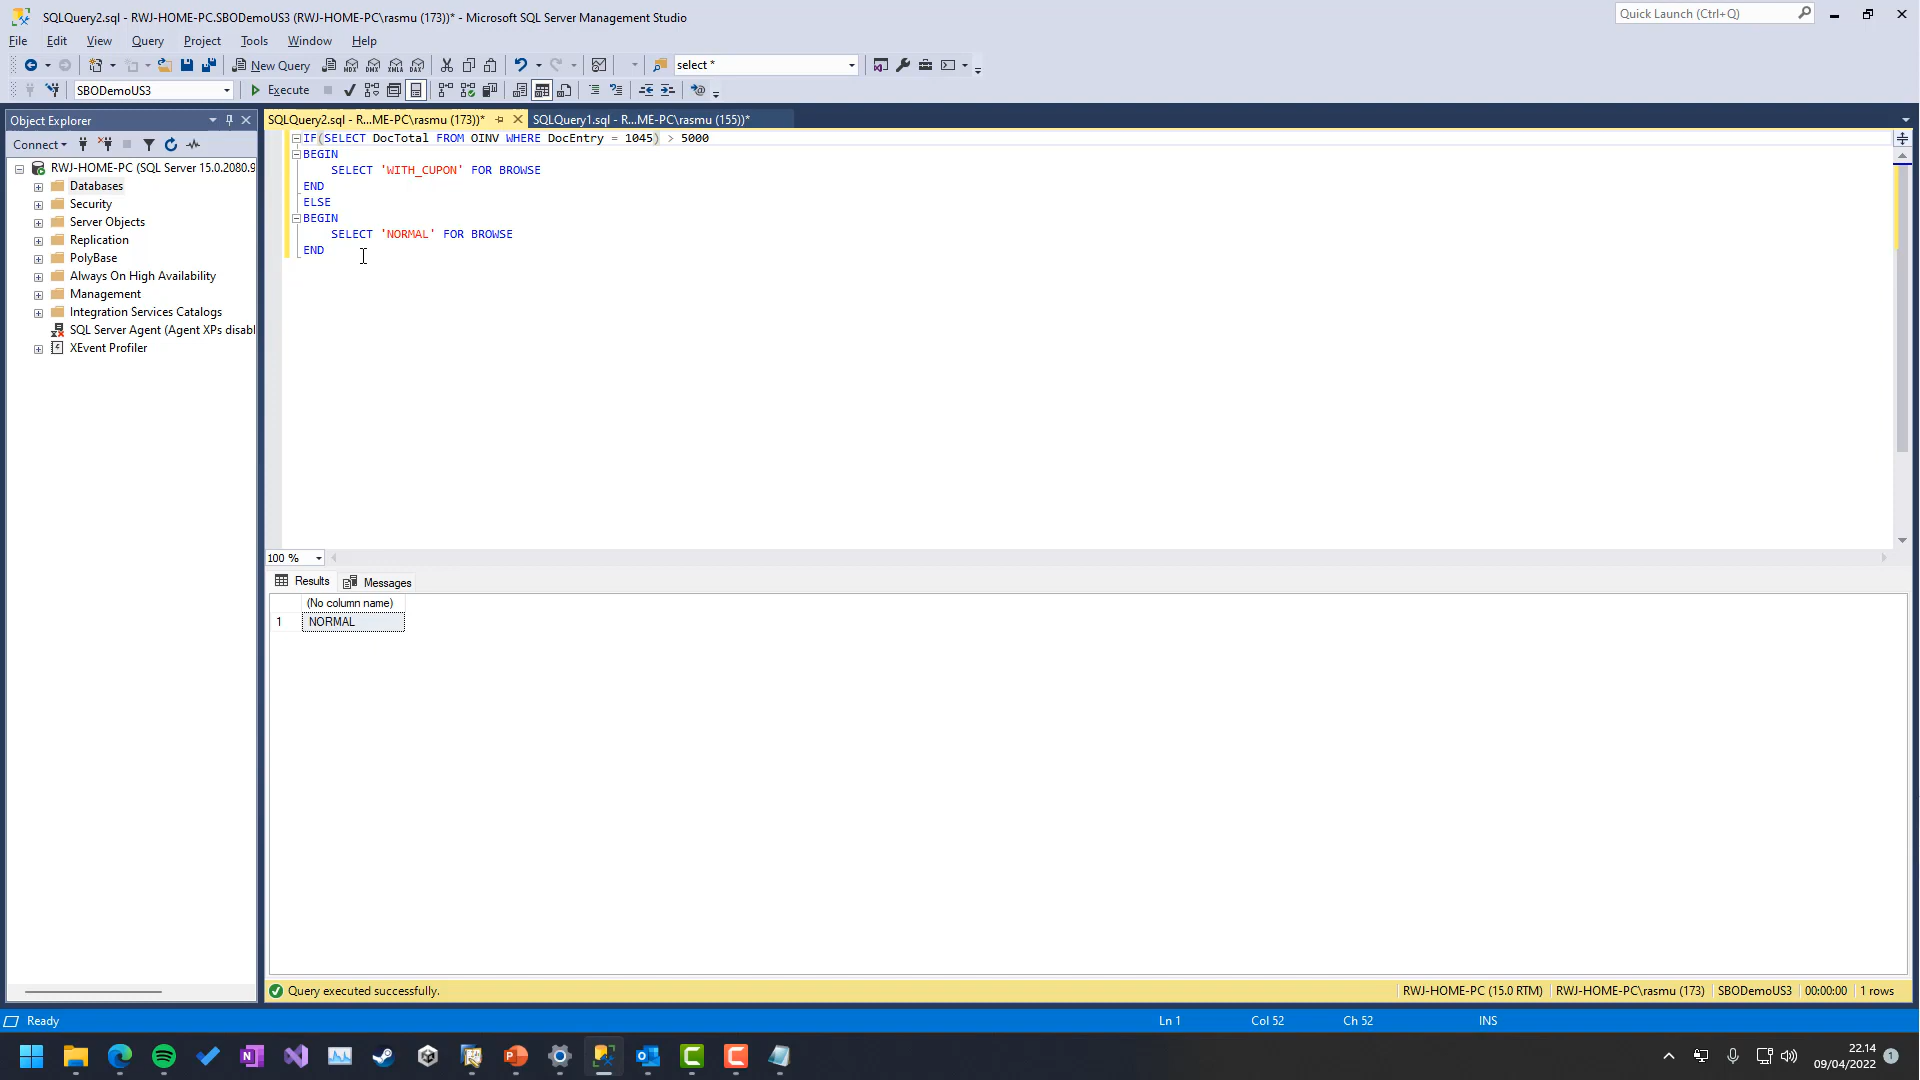 SQLQuery2.sql - RWJ-HOME-PC.SBODemoUS3 (RWJ-HOME-PC\rasmu (173))* - Microsoft SQL Server Management Studio
Quick Launch (Ctrl+Q)
File Edit View Query Project Tools Window Help
New Query
MDX DMX XMLA DAX
select *
SBODemoUS3
Execute
Object Explorer
SQLQuery2.sql - R...ME-PC\rasmu (173))*
SQLQuery1.sql - R...ME-PC\rasmu (155))*
Connect
RWJ-HOME-PC (SQL Server 15.0.2080.9
Databases
Security
Server Objects
Replication
PolyBase
Always On High Availability
Management
Integration Services Catalogs
SQL Server Agent (Agent XPs disabl
XEvent Profiler
IF(SELECT DocTotal FROM OINV WHERE DocEntry = 1045) > 5000
BEGIN
SELECT 'WITH_CUPON' FOR BROWSE
END
ELSE
BEGIN
SELECT 'NORMAL' FOR BROWSE
END
100 %
Results Messages
(No column name)
1 NORMAL
Query executed successfully.
RWJ-HOME-PC (15.0 RTM) RWJ-HOME-PC\rasmu (173) SBODemoUS3 00:00:00 1 rows
Ready
Ln 1 Col 52 Ch 52 INS
22.14
09/04/2022
1